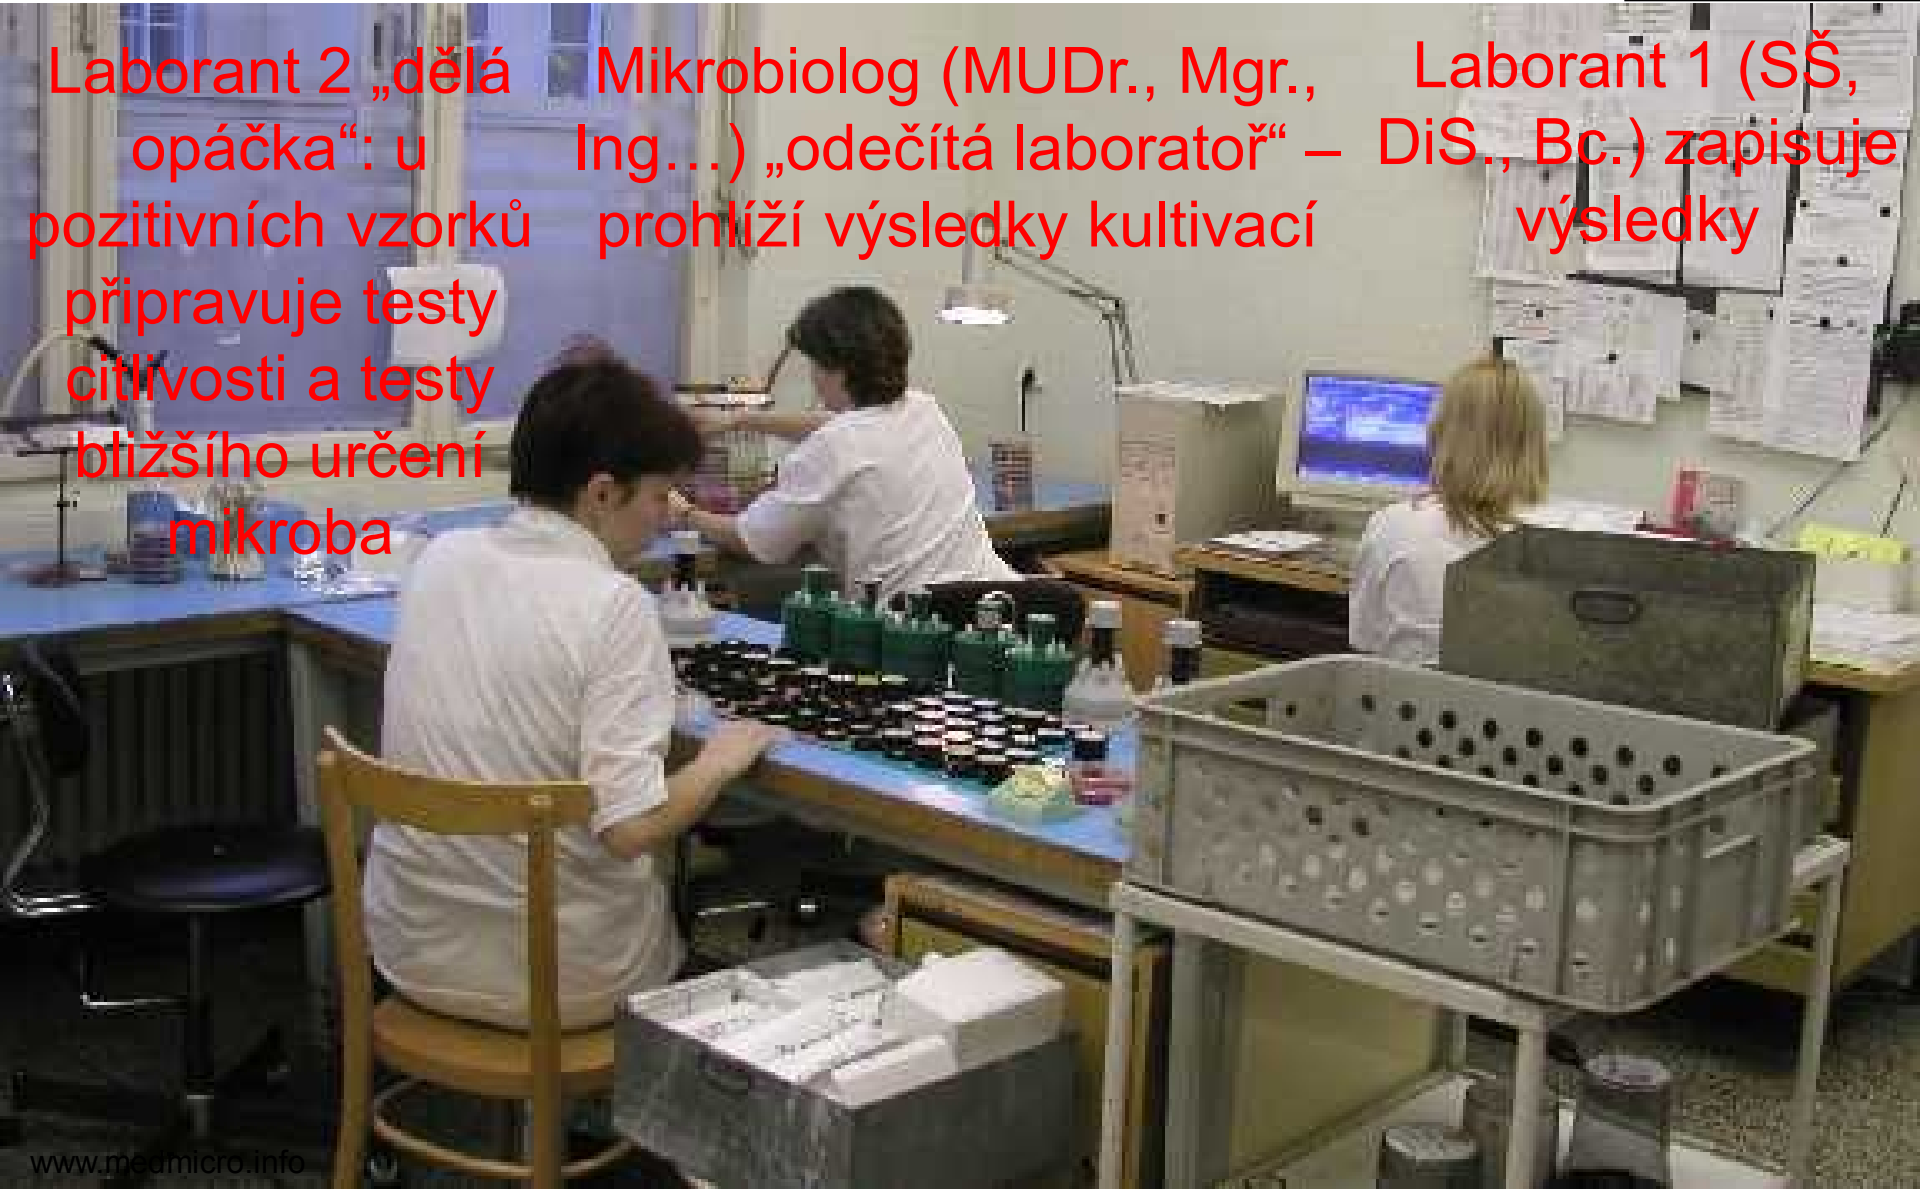 Laborant 2 „dělá
opáčka“: u
pozitivních vzorků
připravuje testy
citlivosti a testy
bližšího určení
mikroba
Mikrobiolog (MUDr., Mgr.,
Ing…) „odečítá laboratoř“ –
prohlíží výsledky kultivací
Laborant 1 (SŠ,
DiS., Bc.) zapisuje
výsledky
www.medmicro.info